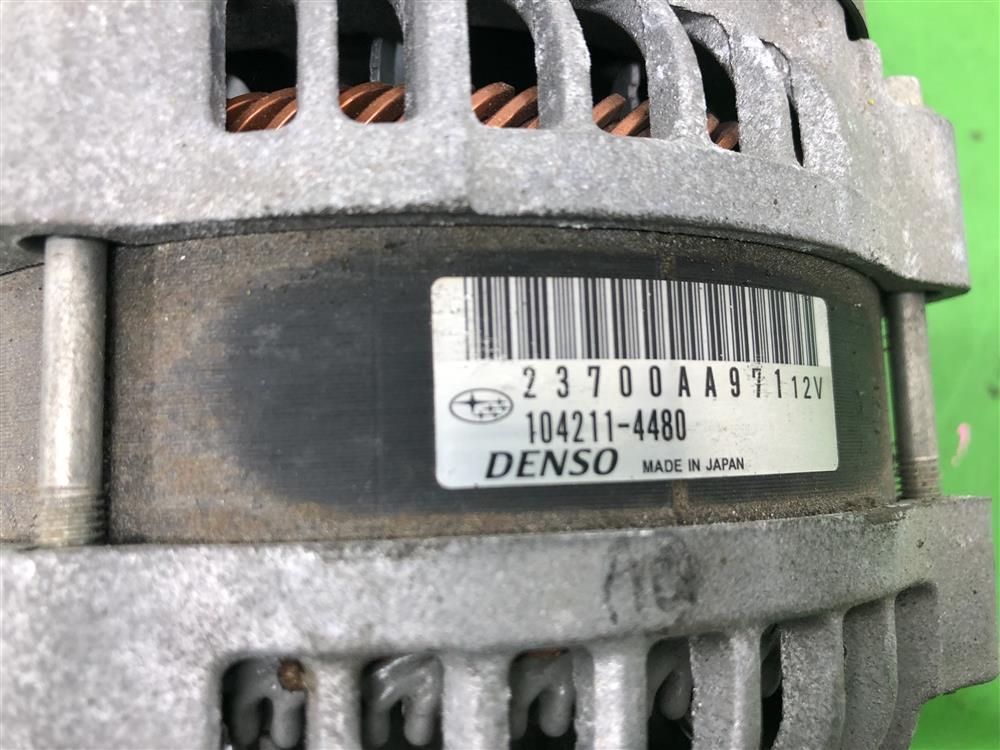 23700AA971 12V
104211-4480
DENSO MADE IN JAPAN